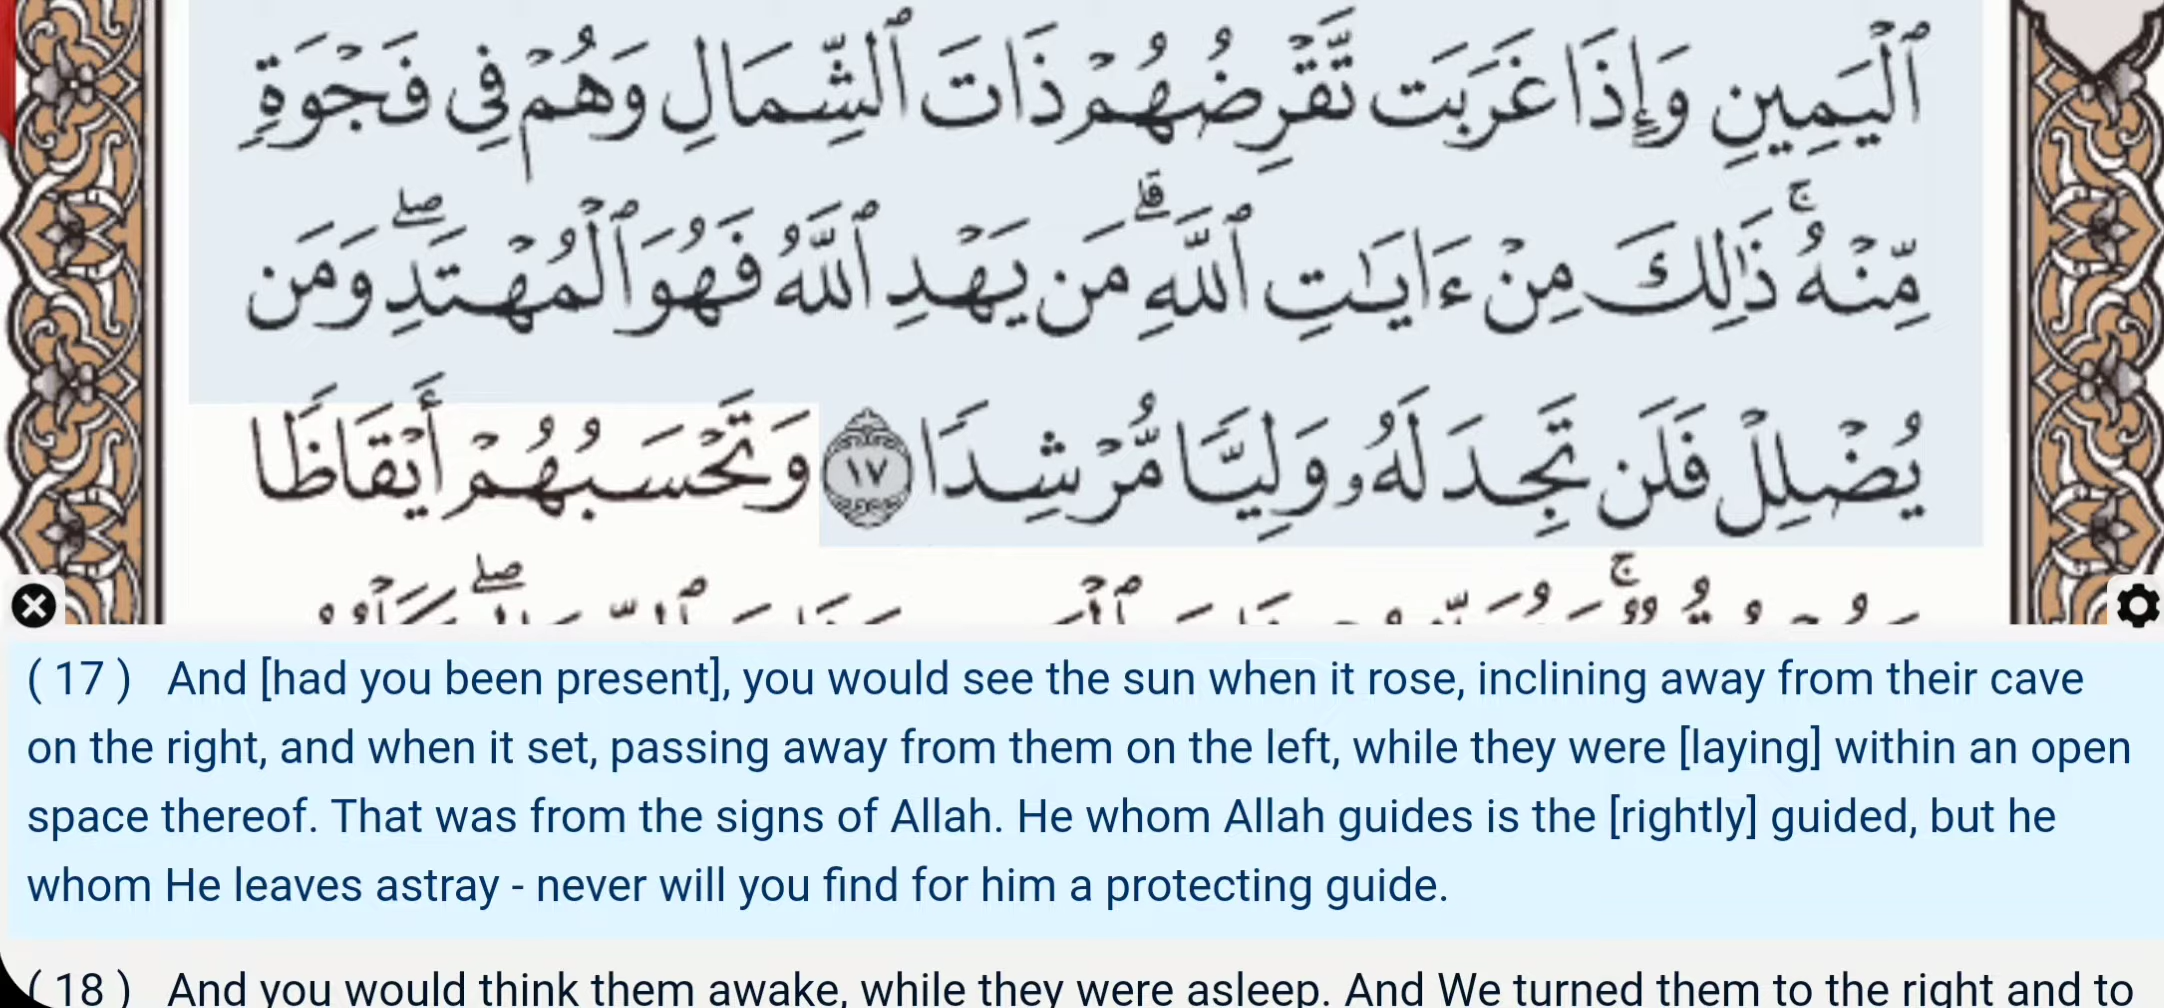 ٱلْيَمِينِ وَإِذَا غَرَبَت تَّقْرِضُهُمْ ذَاتَ ٱلشِّمَالِ وَهُمْ فِي فَجْوَةٍ
مِّنْهُ ۚ ذَٰلِكَ مِنْ ءَايَـٰتِ ٱللَّهِ ۗ مَن يَهْدِ ٱللَّهُ فَهُوَ ٱلْمُهْتَدِ ۖ وَمَن
يُضْلِلْ فَلَن تَجِدَ لَهُۥ وَلِيًّا مُّرْشِدًا ١٧ وَتَحْسَبُهُمْ أَيْقَاظًا
( 17 ) And [had you been present], you would see the sun when it rose, inclining away from their cave
on the right, and when it set, passing away from them on the left, while they were [laying] within an open
space thereof. That was from the signs of Allah. He whom Allah guides is the [rightly] guided, but he
whom He leaves astray - never will you find for him a protecting guide.
( 18 ) And you would think them awake, while they were asleep. And We turned them to the right and to